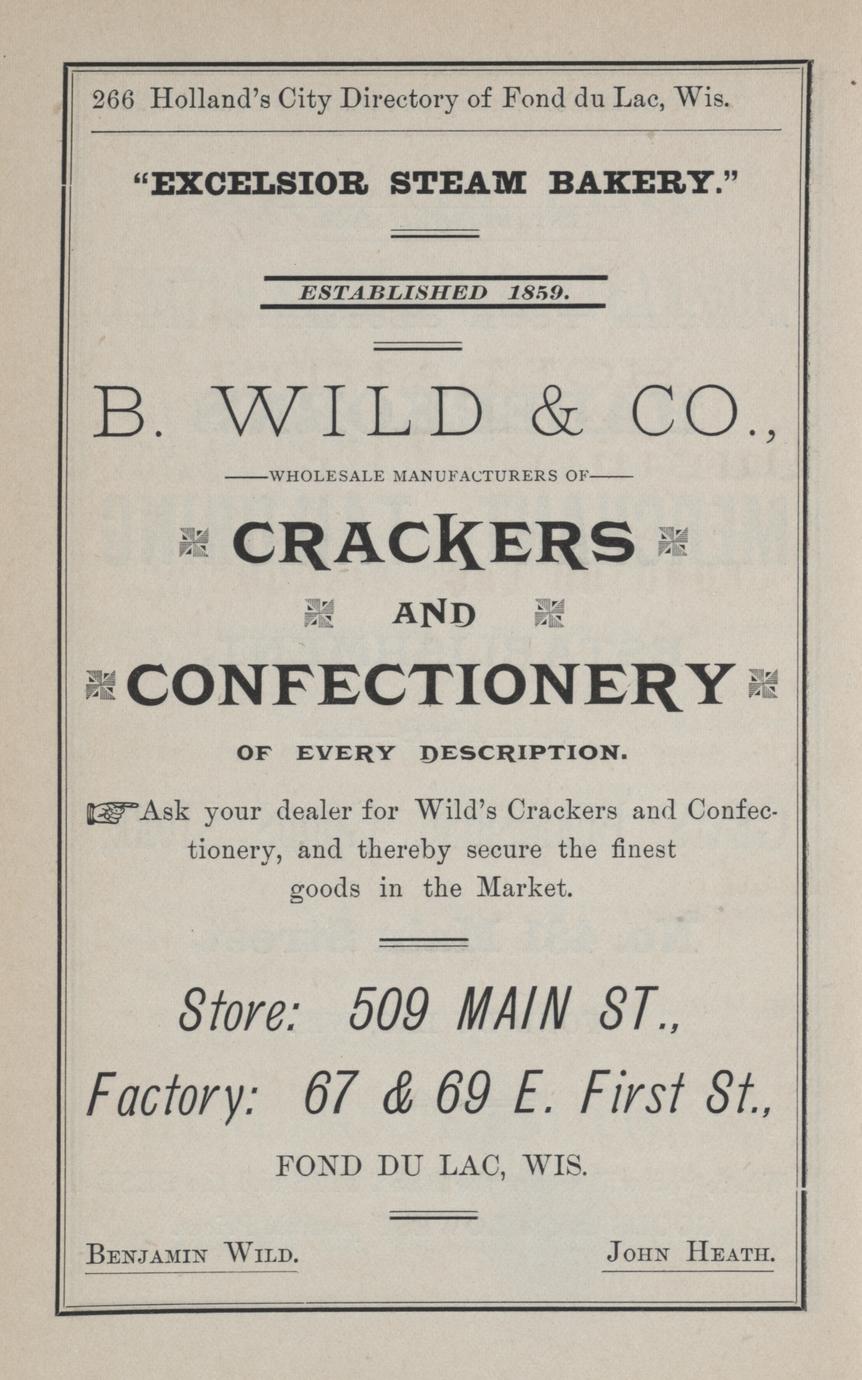 266 Holland's City Directory of Fond du Lac, Wis.
“EXCELSIOR STEAM BAKERY.”
ESTABLISHED 1859.
B. WILD & CO.,
WHOLESALE MANUFACTURERS OF
CRACKERS
AND
CONFECTIONERY
OF EVERY DESCRIPTION.
☞Ask your dealer for Wild's Crackers and Confec-
tionery, and thereby secure the finest
goods in the Market.
Store: 509 MAIN ST.,
Factory: 67 & 69 E. First St.,
FOND DU LAC, WIS.
BENJAMIN WILD. JOHN HEATH.